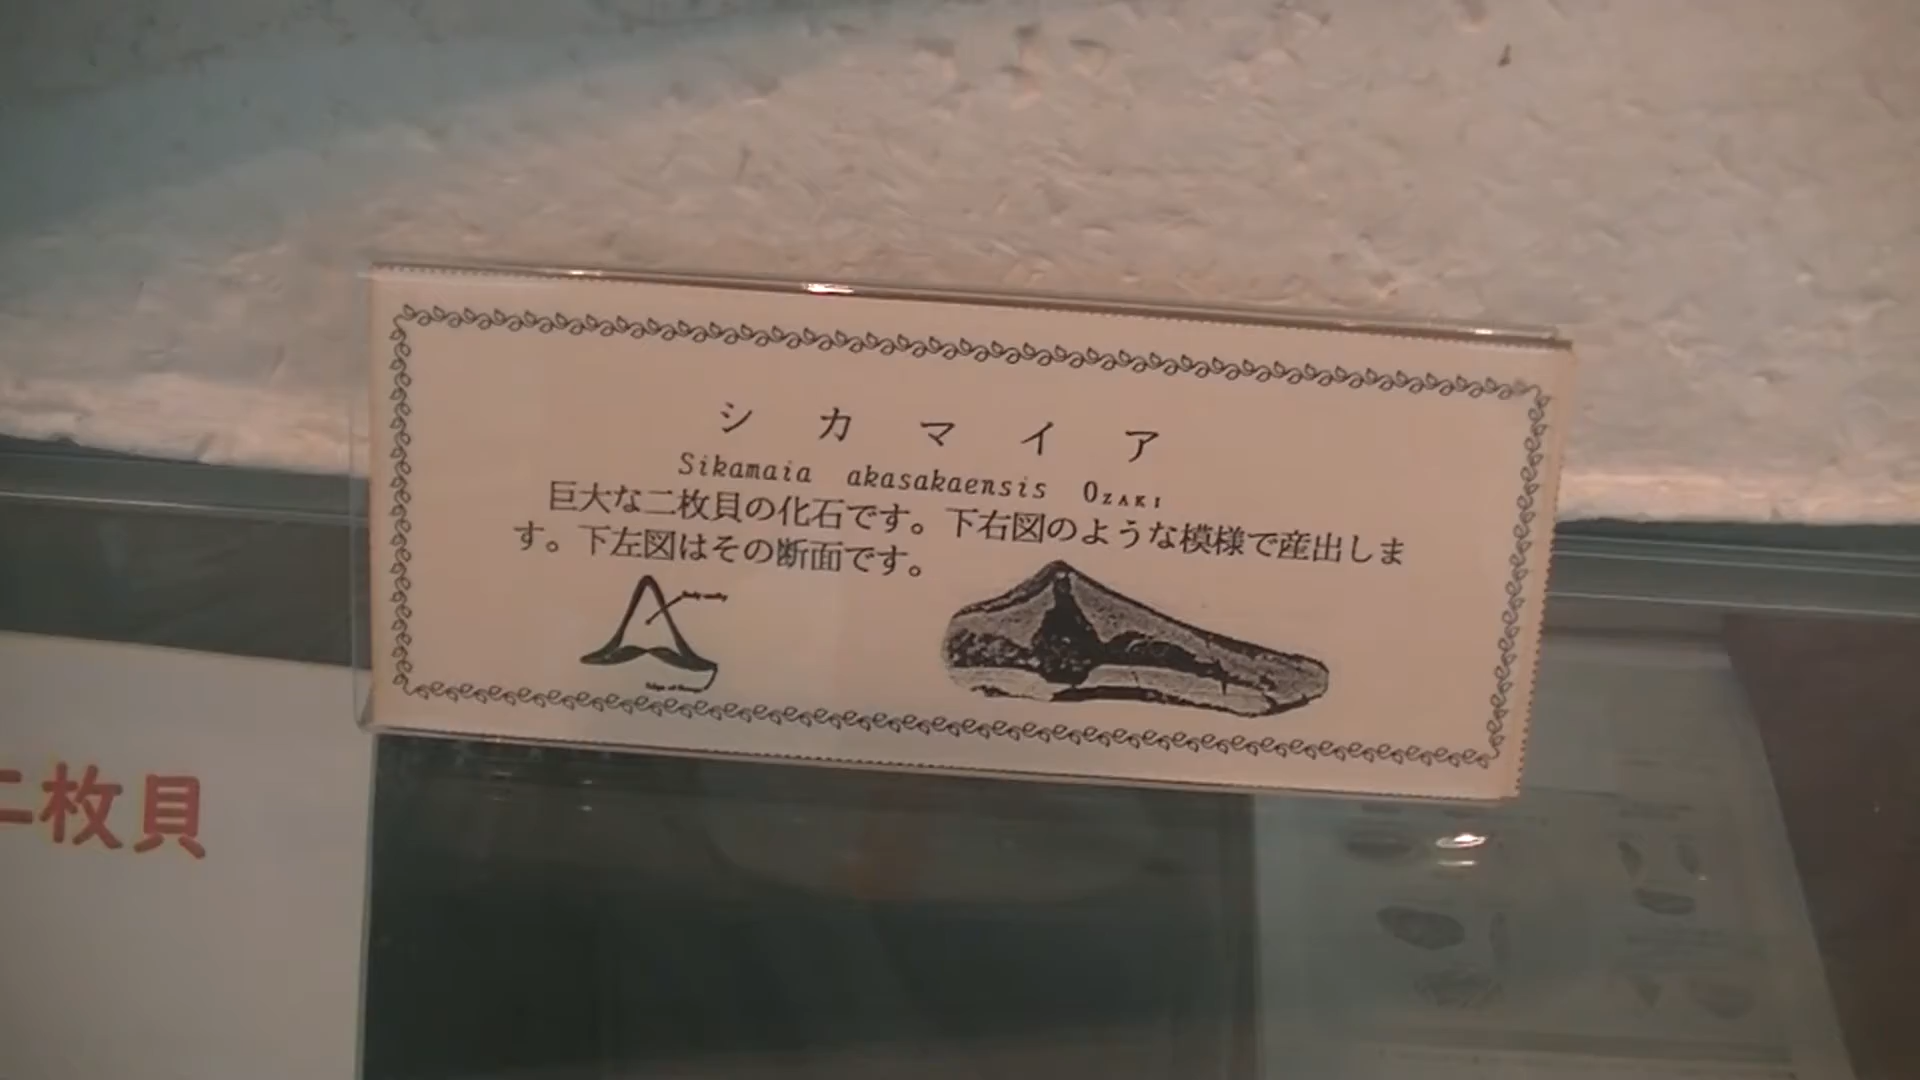 シカマイア
Sikamaia akasakaensis OZAKI
巨大な二枚貝の化石です。下右図のような模様で産出しま
す。下左図はその断面です。
二枚貝